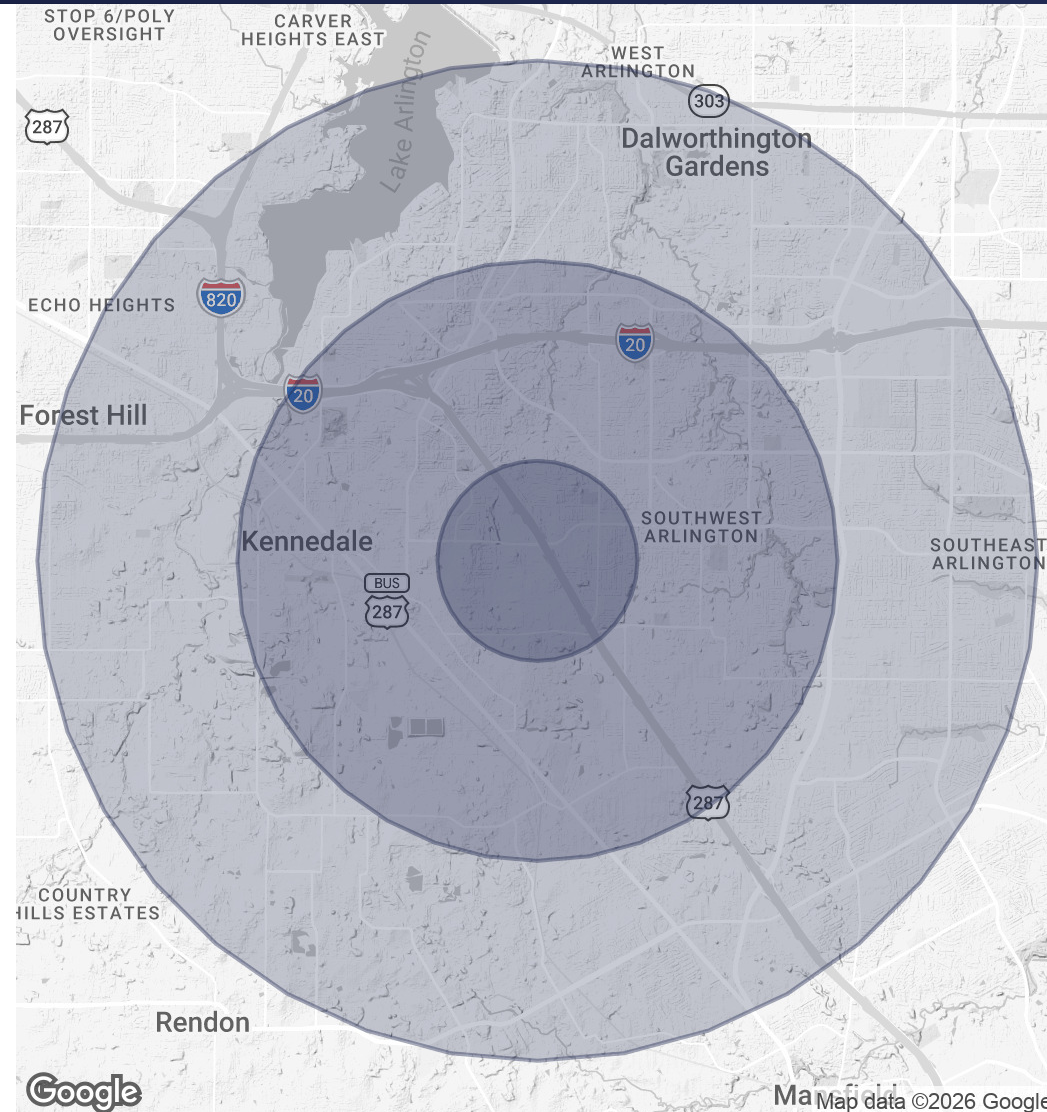 STOP 6/POLY
OVERSIGHT
CARVER
HEIGHTS EAST
Lake Arlington
WEST
ARLINGTON
303
287
Dalworthington
Gardens
820
ECHO HEIGHTS
20
20
Forest Hill
Kennedale
SOUTHWEST
ARLINGTON
SOUTHEAST
ARLINGTON
BUS
287
287
COUNTRY
HILLS ESTATES
Rendon
Google
Mansfield
Map data ©2026 Google